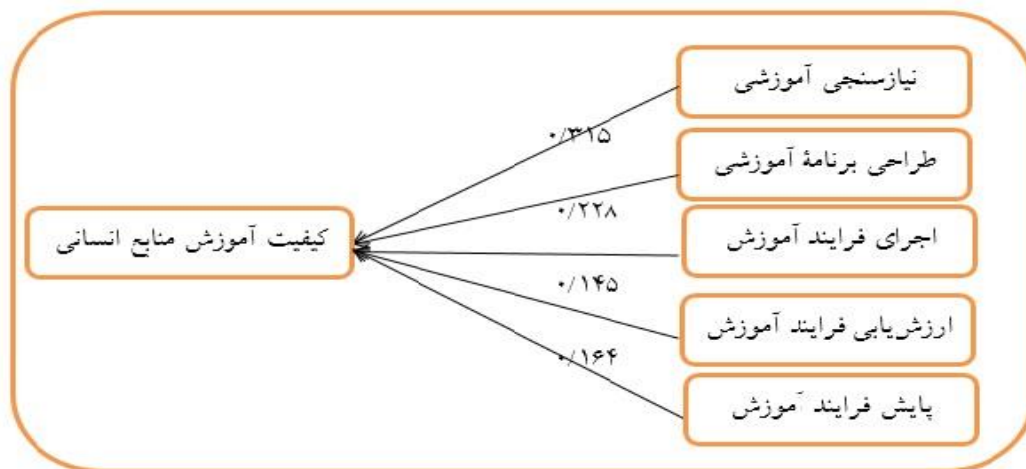 نیازسنجی آموزشی
۰/۳۱۵
طراحی برنامۀ آموزشی
۰/۲۲۸
اجرای فرایند آموزش
کیفیت آموزش منابع انسانی
۰/۱۴۵
ارزش‌یابی فرایند آموزش
۰/۱۶۴
پایش فرایند آموزش